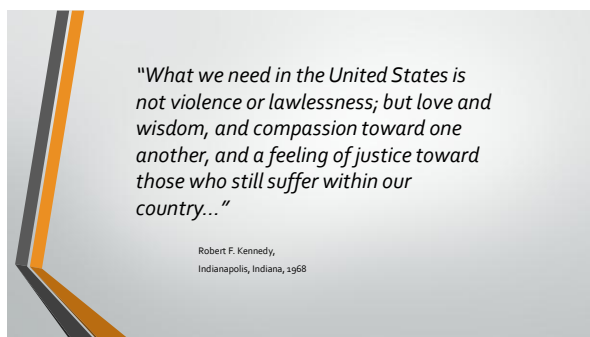 “What we need in the United States is
not violence or lawlessness; but love and
wisdom, and compassion toward one
another, and a feeling of justice toward
those who still suffer within our
country…”
Robert F. Kennedy,
Indianapolis, Indiana, 1968